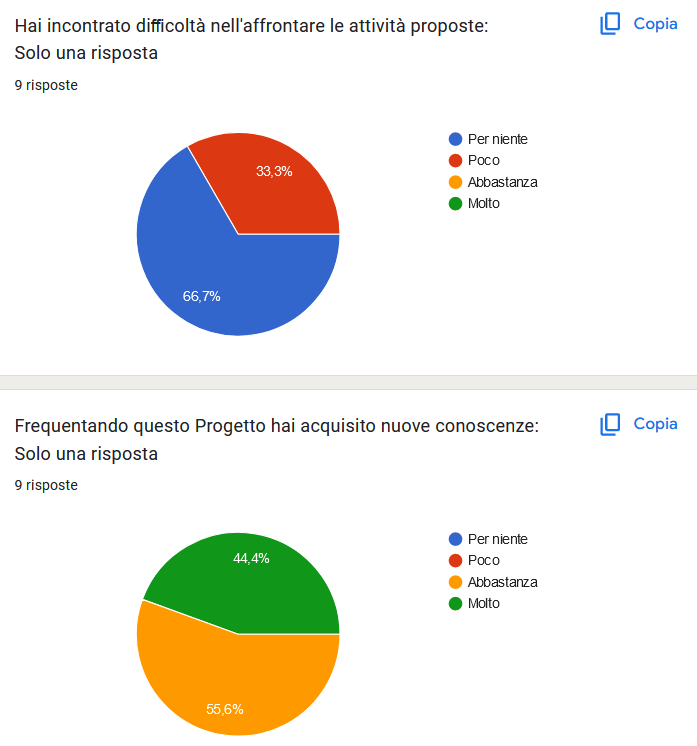 Hai incontrato difficoltà nell'affrontare le attività proposte:
Solo una risposta
Copia
9 risposte
33,3%
66,7%
Per niente
Poco
Abbastanza
Molto
Frequentando questo Progetto hai acquisito nuove conoscenze:
Solo una risposta
Copia
9 risposte
44,4%
55,6%
Per niente
Poco
Abbastanza
Molto